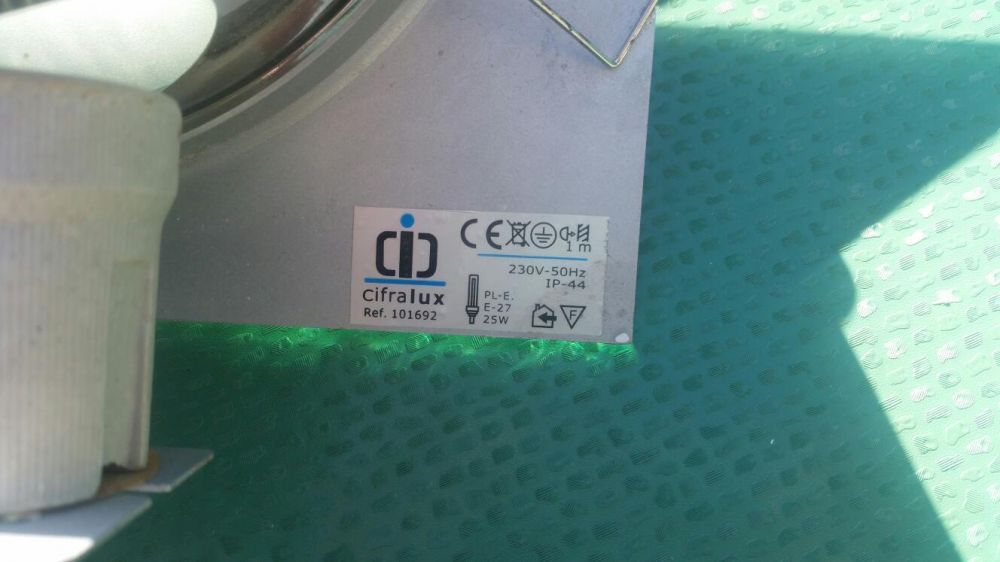 CE
1 m
230V-50Hz
IP-44
cifralux
Ref. 101692
PL-E.
E-27
25W
F